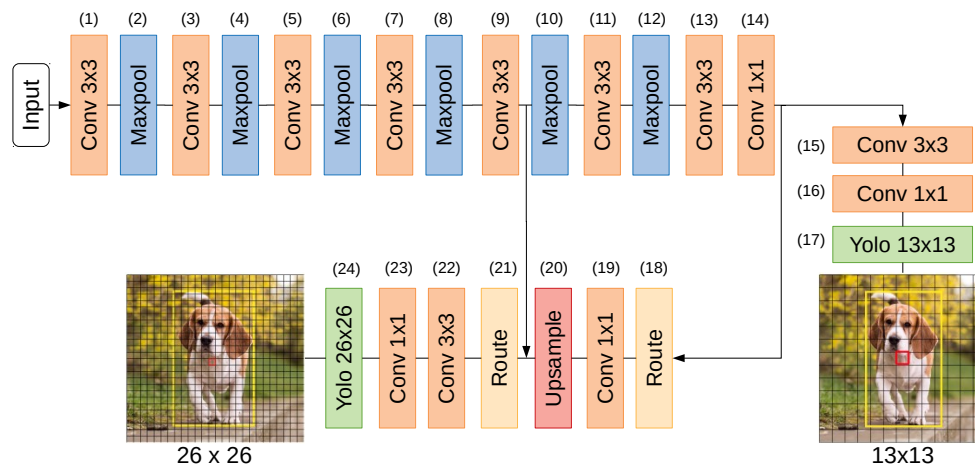 (1) (2) (3) (4) (5) (6) (7) (8) (9) (10) (11) (12) (13) (14)
Input
Conv 3x3
Maxpool
Conv 3x3
Maxpool
Conv 3x3
Maxpool
Conv 3x3
Maxpool
Conv 3x3
Maxpool
Conv 3x3
Maxpool
Conv 3x3
Conv 1x1
(15) Conv 3x3
(16) Conv 1x1
(17) Yolo 13x13
(24) (23) (22) (21) (20) (19) (18)
Yolo 26x26
Conv 1x1
Conv 3x3
Route
Upsample
Conv 1x1
Route
26 x 26
13x13